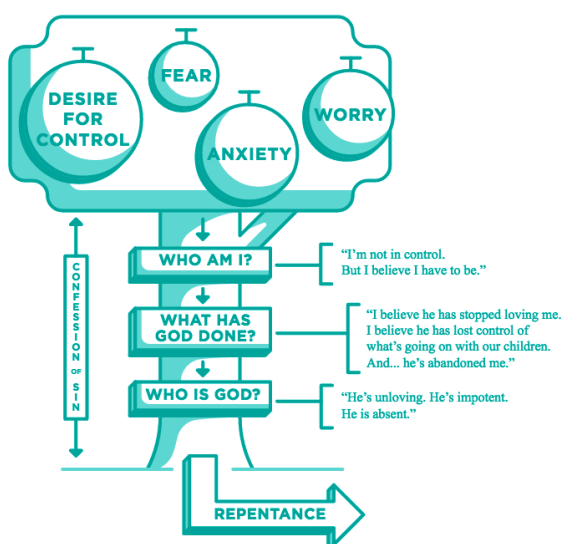 DESIRE
FOR
CONTROL
FEAR
ANXIETY
WORRY
CONFESSION OF SIN
WHO AM I?
"I'm not in control.
But I believe I have to be."
WHAT HAS
GOD DONE?
"I believe he has stopped loving me.
I believe he has lost control of
what's going on with our children.
And... he's abandoned me."
WHO IS GOD?
"He's unloving. He's impotent.
He is absent."
REPENTANCE